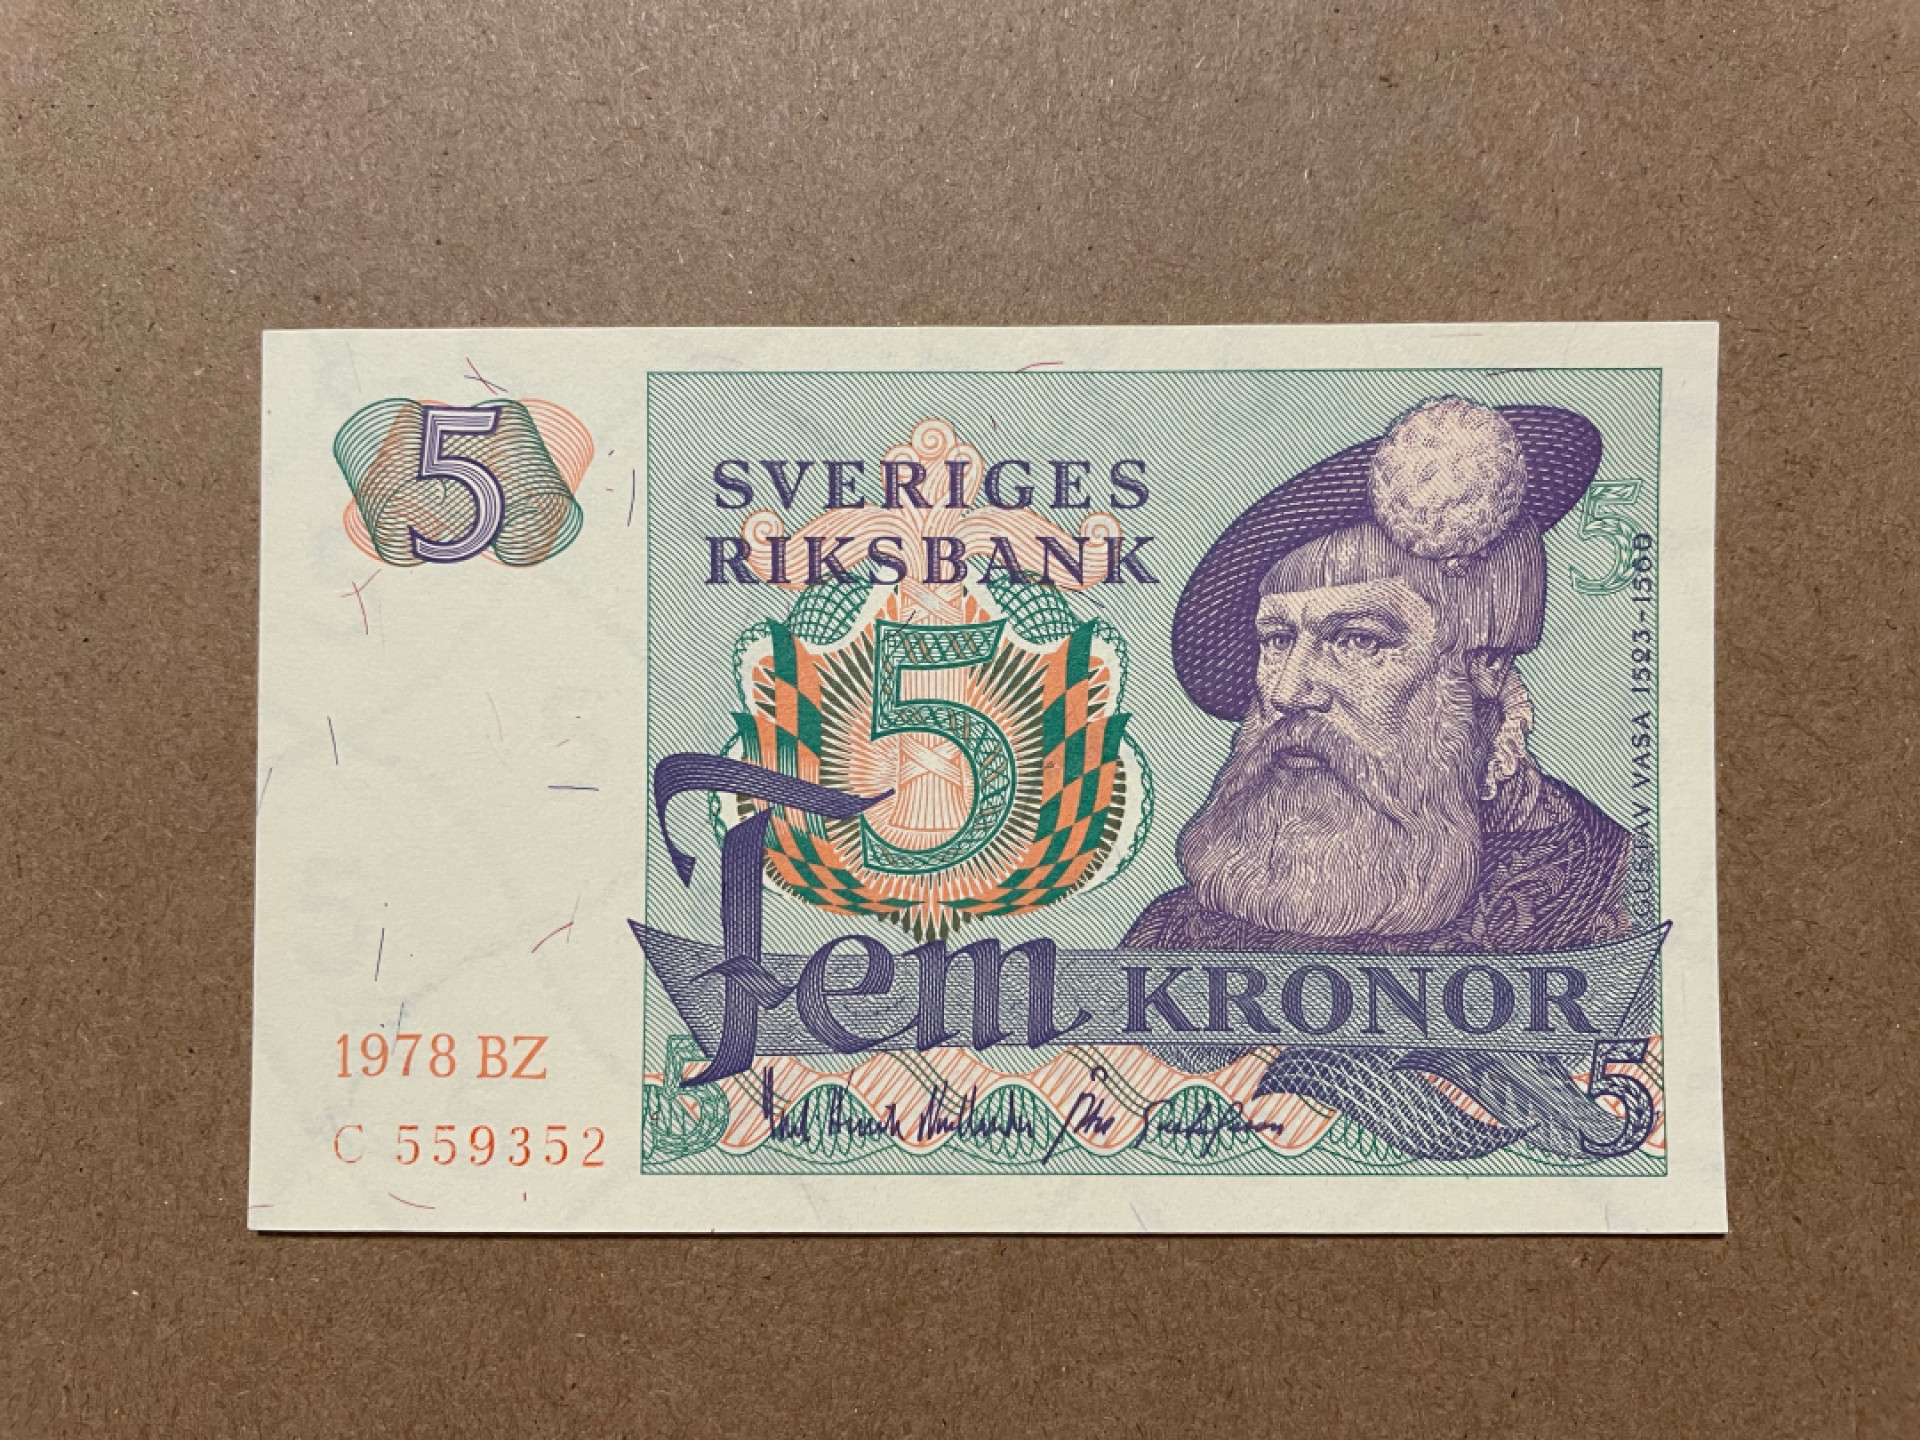 5
SVERIGES
RIKSBANK
5
5
GUSTAV VASA 1523-1560
Fem KRONOR
1978 BZ
C 559352
5
5